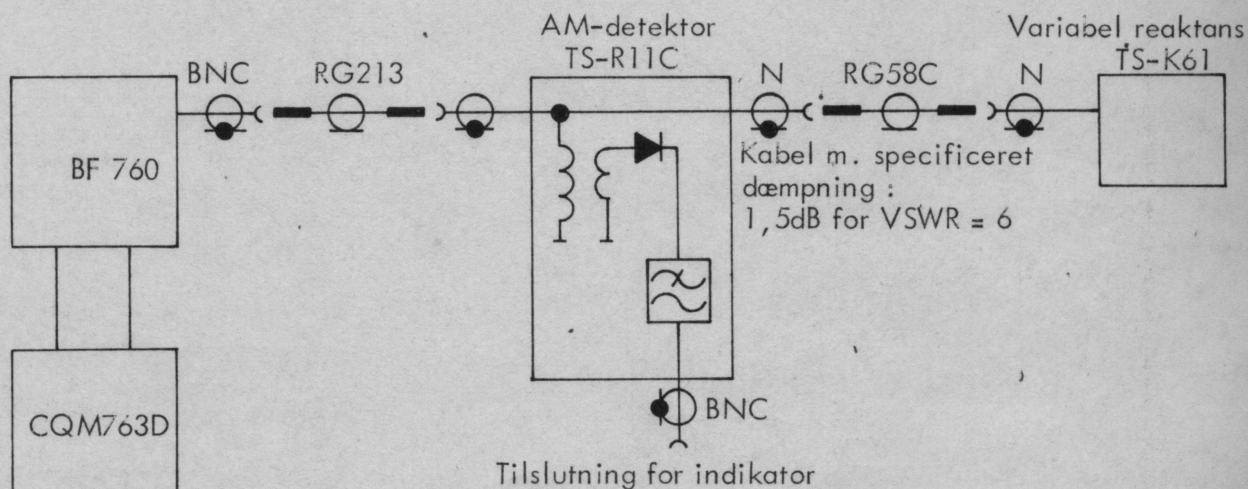 AM-detektor
TS-R11C
Variabel reaktans
TS-K61
BNC
RG213
N
RG58C
N
BF 760
Kabel m. specificeret
dæmpning :
1,5dB for VSWR = 6
CQM763D
BNC
Tilslutning for indikator